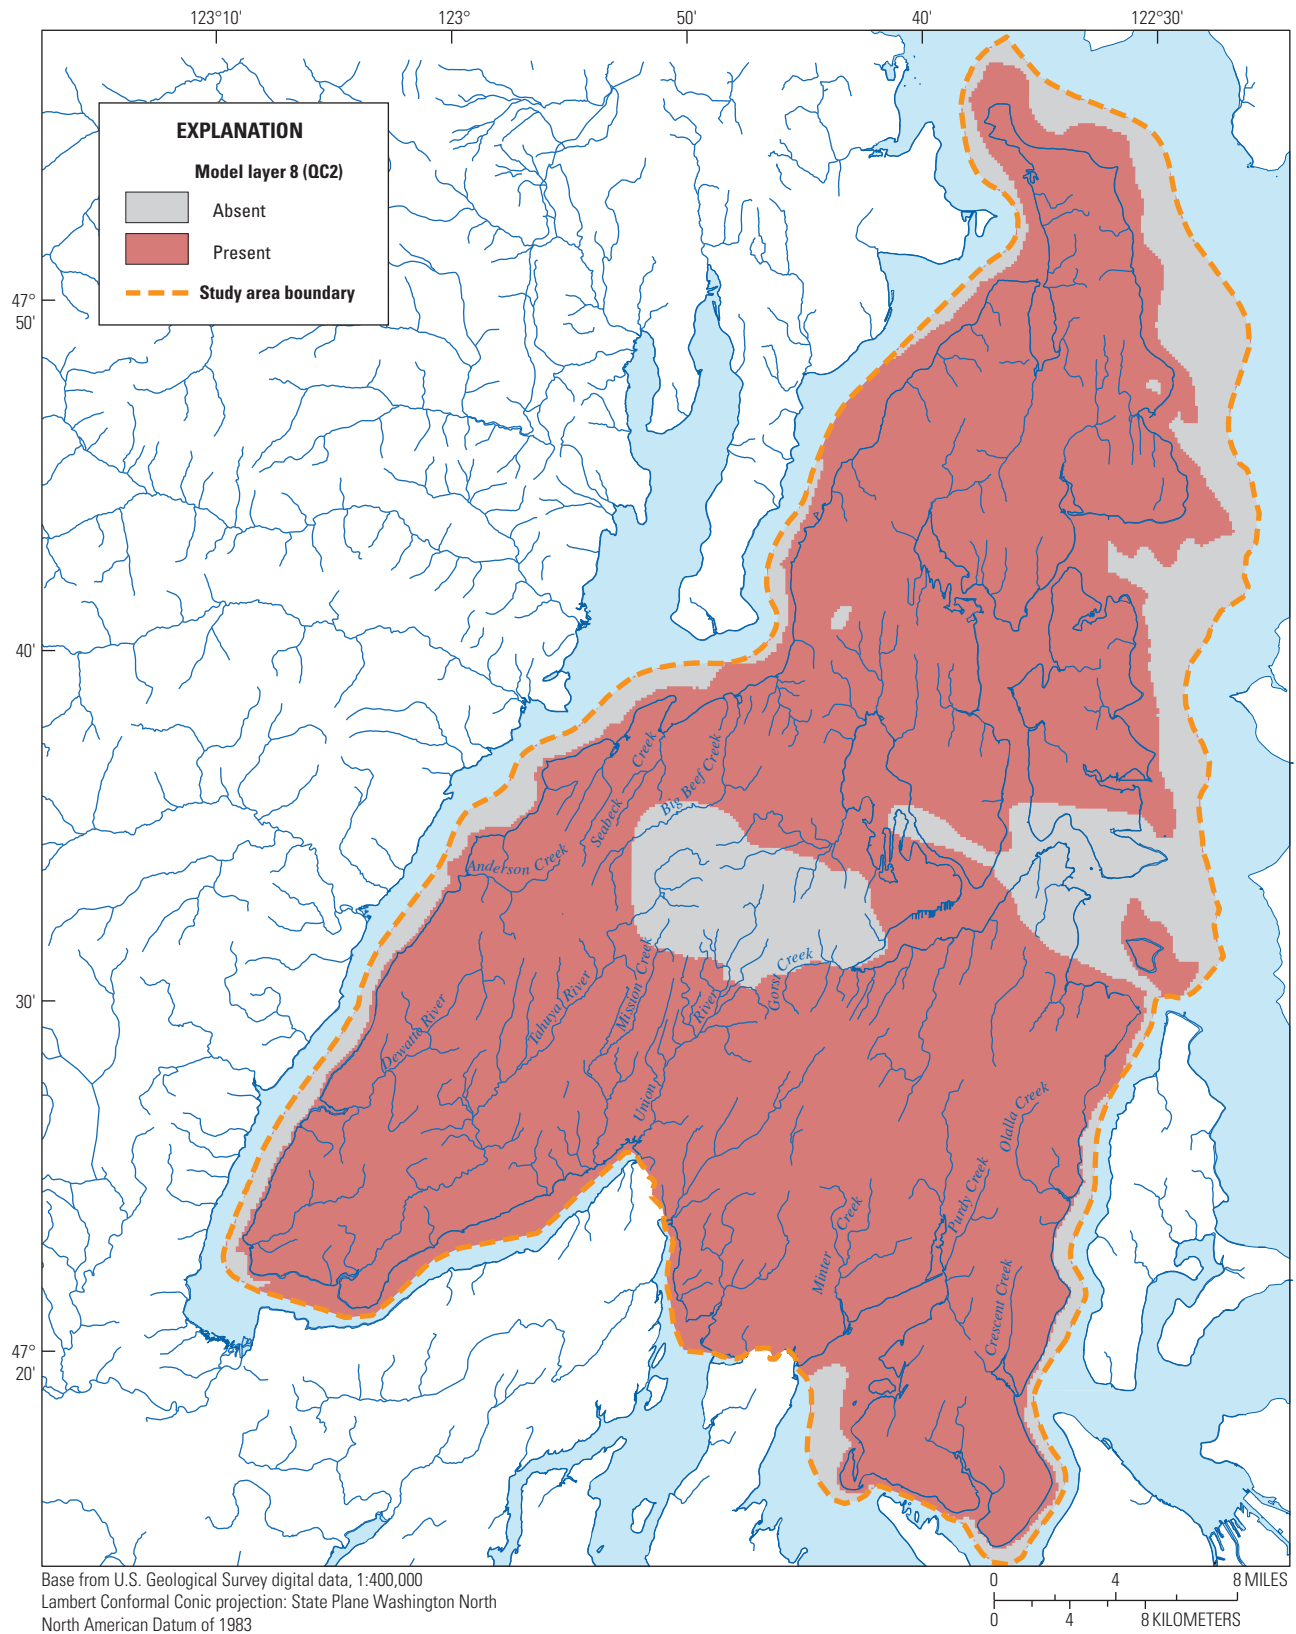 123°10'
123°
50'
40'
122°30'
EXPLANATION
Model layer 8 (QC2)
Absent
Present
Study area boundary
47°
50'
40'
30'
47°
20'
Seabeck Creek
Big Beef Creek
Anderson Creek
Dewatto River
Tahuya River
Mission Creek
Union River
Gorst Creek
Olalla Creek
Purdy Creek
Minter Creek
Crescent Creek
Base from U.S. Geological Survey digital data, 1:400,000
Lambert Conformal Conic projection: State Plane Washington North
North American Datum of 1983
0 4 8 MILES
0 4 8 KILOMETERS